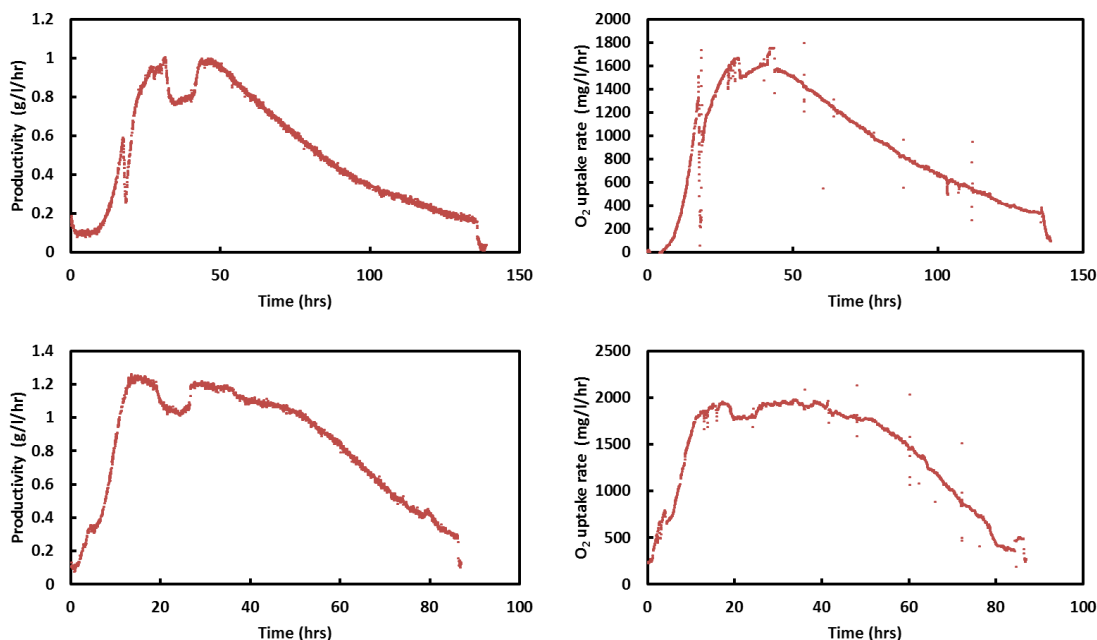 Productivity (g/l/hr)
1.2
1
0.8
0.6
0.4
0.2
0
0 50 100 150
Time (hrs)
O₂ uptake rate (mg/l/hr)
2000
1800
1600
1400
1200
1000
800
600
400
200
0
0 50 100 150
Time (hrs)
Productivity (g/l/hr)
1.4
1.2
1
0.8
0.6
0.4
0.2
0
0 20 40 60 80 100
Time (hrs)
O₂ uptake rate (mg/l/hr)
2500
2000
1500
1000
500
0
0 20 40 60 80 100
Time (hrs)